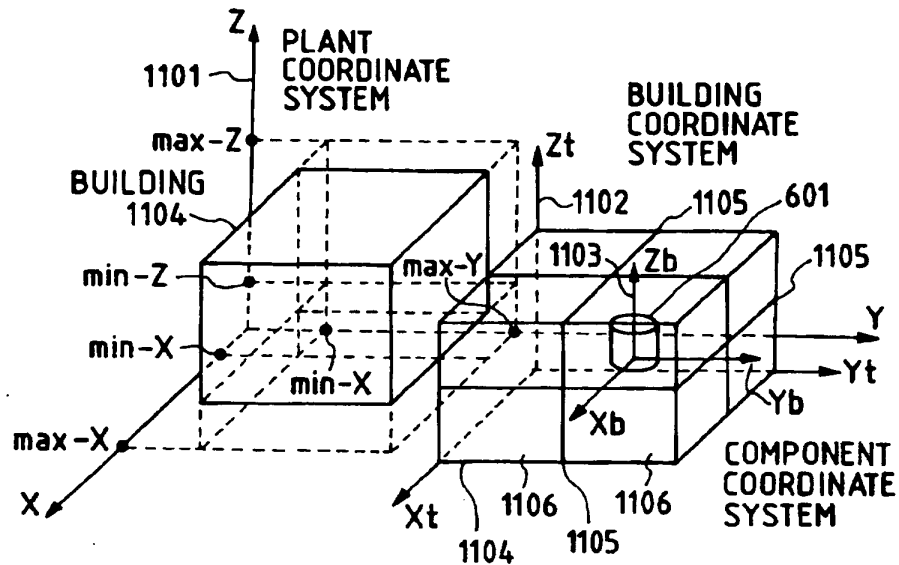 Z
PLANT
COORDINATE
SYSTEM
1101
BUILDING
COORDINATE
SYSTEM
max-Z
Zt
BUILDING
1104
1102
1105
601
min-Z
max-Y
1103
Zb
1105
min-X
min-X
Y
Yt
Yb
Xb
max-X
X
Xt
1106
1106
1104
1105
COMPONENT
COORDINATE
SYSTEM